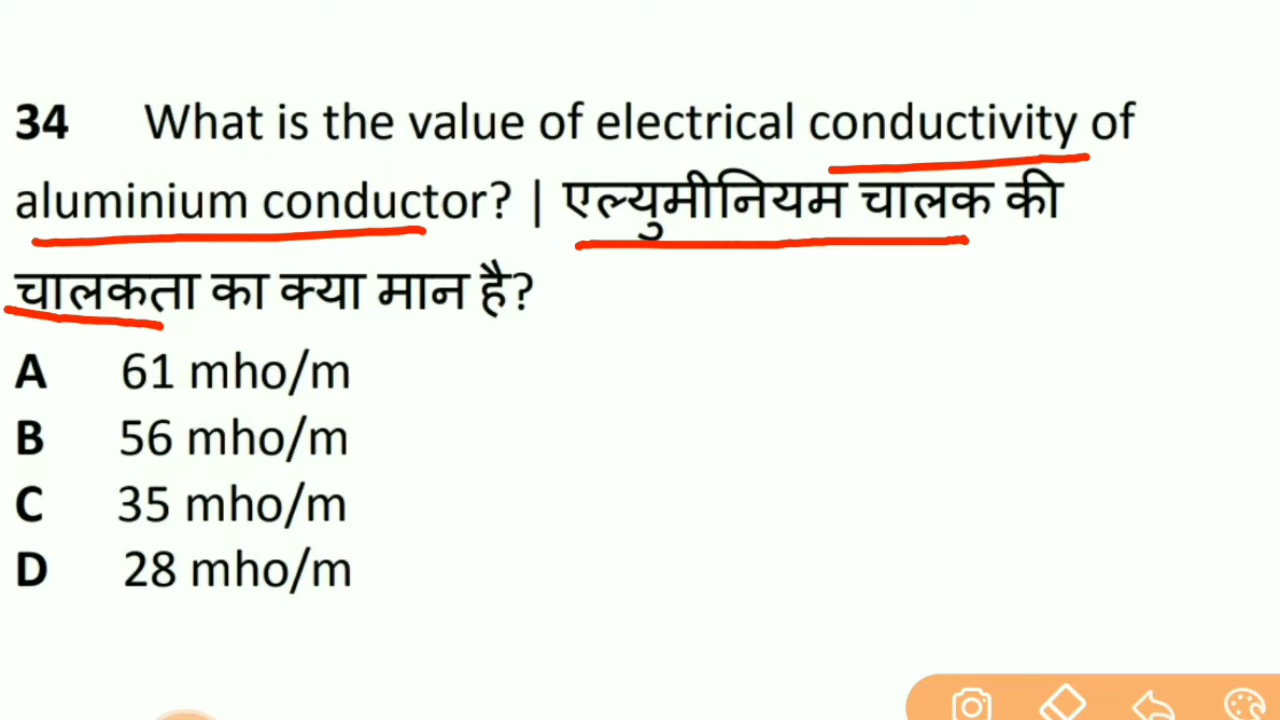 34 What is the value of electrical conductivity of
aluminium conductor? | एल्युमीनियम चालक की
चालकता का क्या मान है?
A 61 mho/m
B 56 mho/m
C 35 mho/m
D 28 mho/m